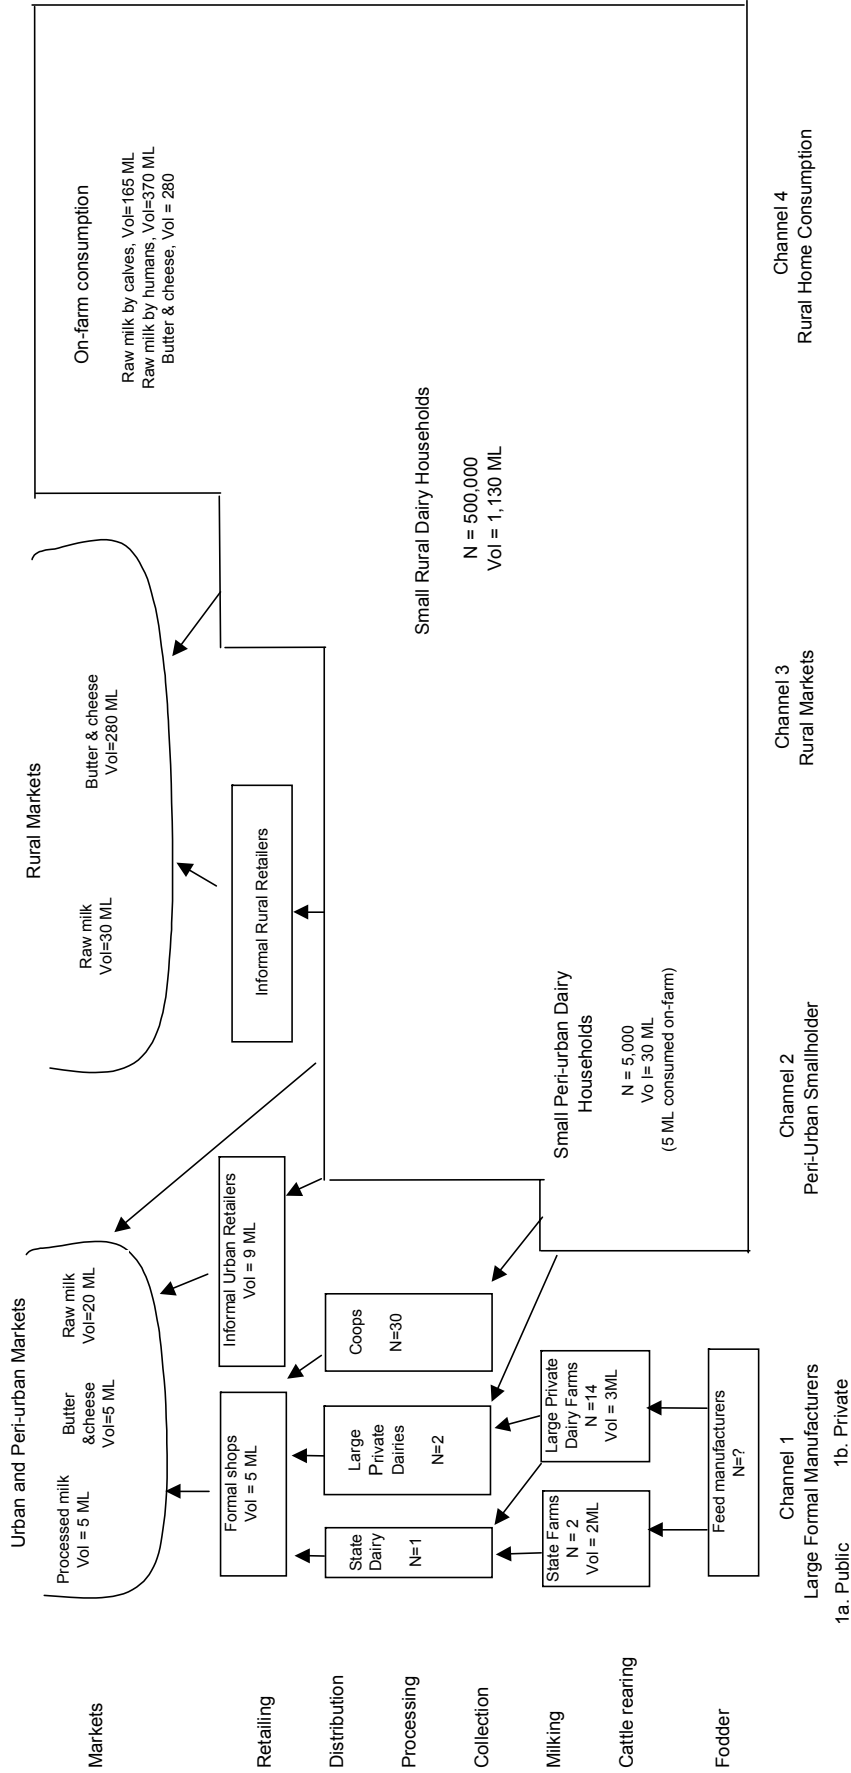 Urban and Peri-urban Markets
Processed milk
Vol = 5 ML
Butter
&cheese
Vol=5 ML
Raw milk
Vol=20 ML
Rural Markets
Raw milk
Vol=30 ML
Butter & cheese
Vol=280 ML
On-farm consumption
Raw milk by calves, Vol=165 ML
Raw milk by humans, Vol=370 ML
Butter & cheese, Vol = 280
Formal shops
Vol = 5 ML
Informal Urban Retailers
Vol = 9 ML
Informal Rural Retailers
State
Dairy
N=1
Large
Private
Dairies
N=2
Coops
N=30
Small Rural Dairy Households
N = 500,000
Vol = 1,130 ML
State Farms
N = 2
Vol = 2ML
Large Private
Dairy Farms
N =14
Vol = 3ML
Small Peri-urban Dairy
Households
N = 5,000
Vo l= 30 ML
(5 ML consumed on-farm)
Feed manufacturers
N=?
Markets
Retailing
Distribution
Processing
Collection
Milking
Cattle rearing
Fodder
Channel 1
Large Formal Manufacturers
1a. Public
1b. Private
Channel 2
Peri-Urban Smallholder
Channel 3
Rural Markets
Channel 4
Rural Home Consumption